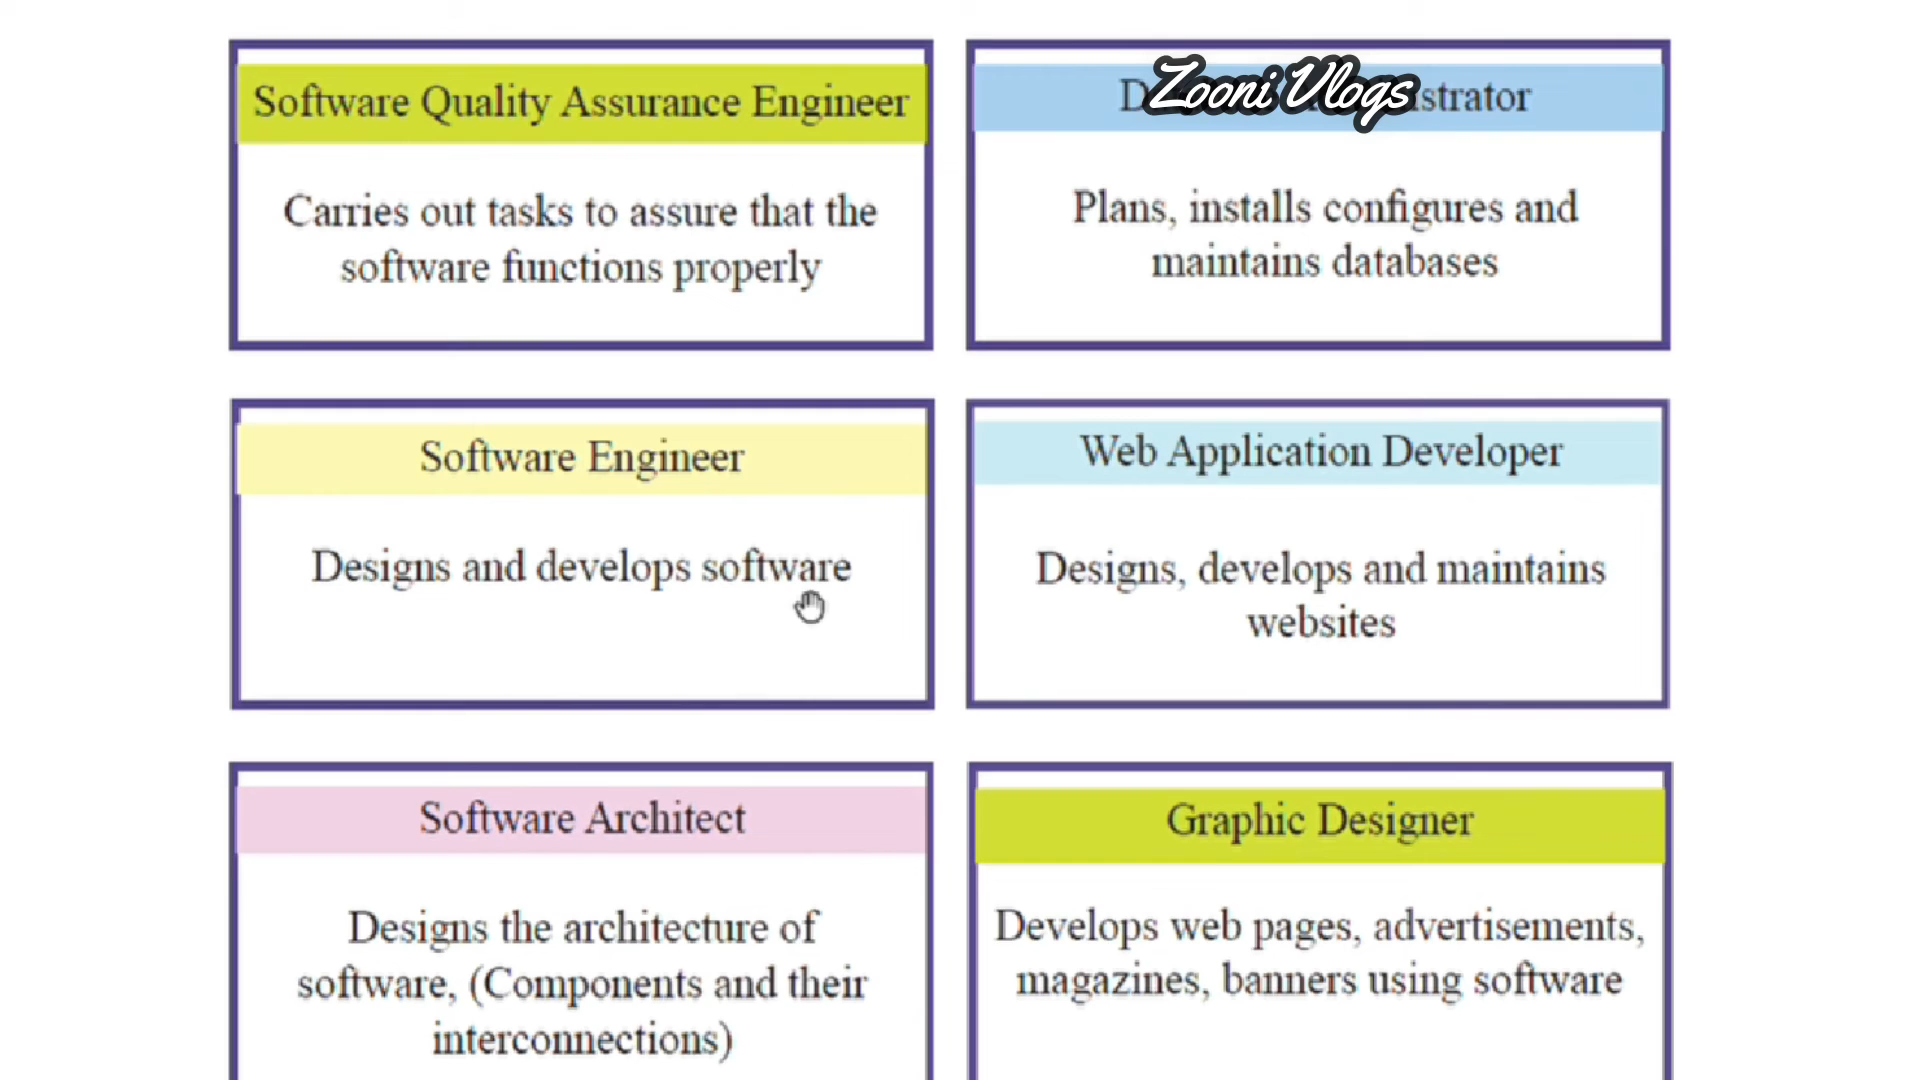 Software Quality Assurance Engineer
Carries out tasks to assure that the
software functions properly
Zooni Vlogs
Plans, installs configures and
maintains databases
Software Engineer
Designs and develops software
Web Application Developer
Designs, develops and maintains
websites
Software Architect
Designs the architecture of
software, (Components and their
interconnections)
Graphic Designer
Develops web pages, advertisements,
magazines, banners using software